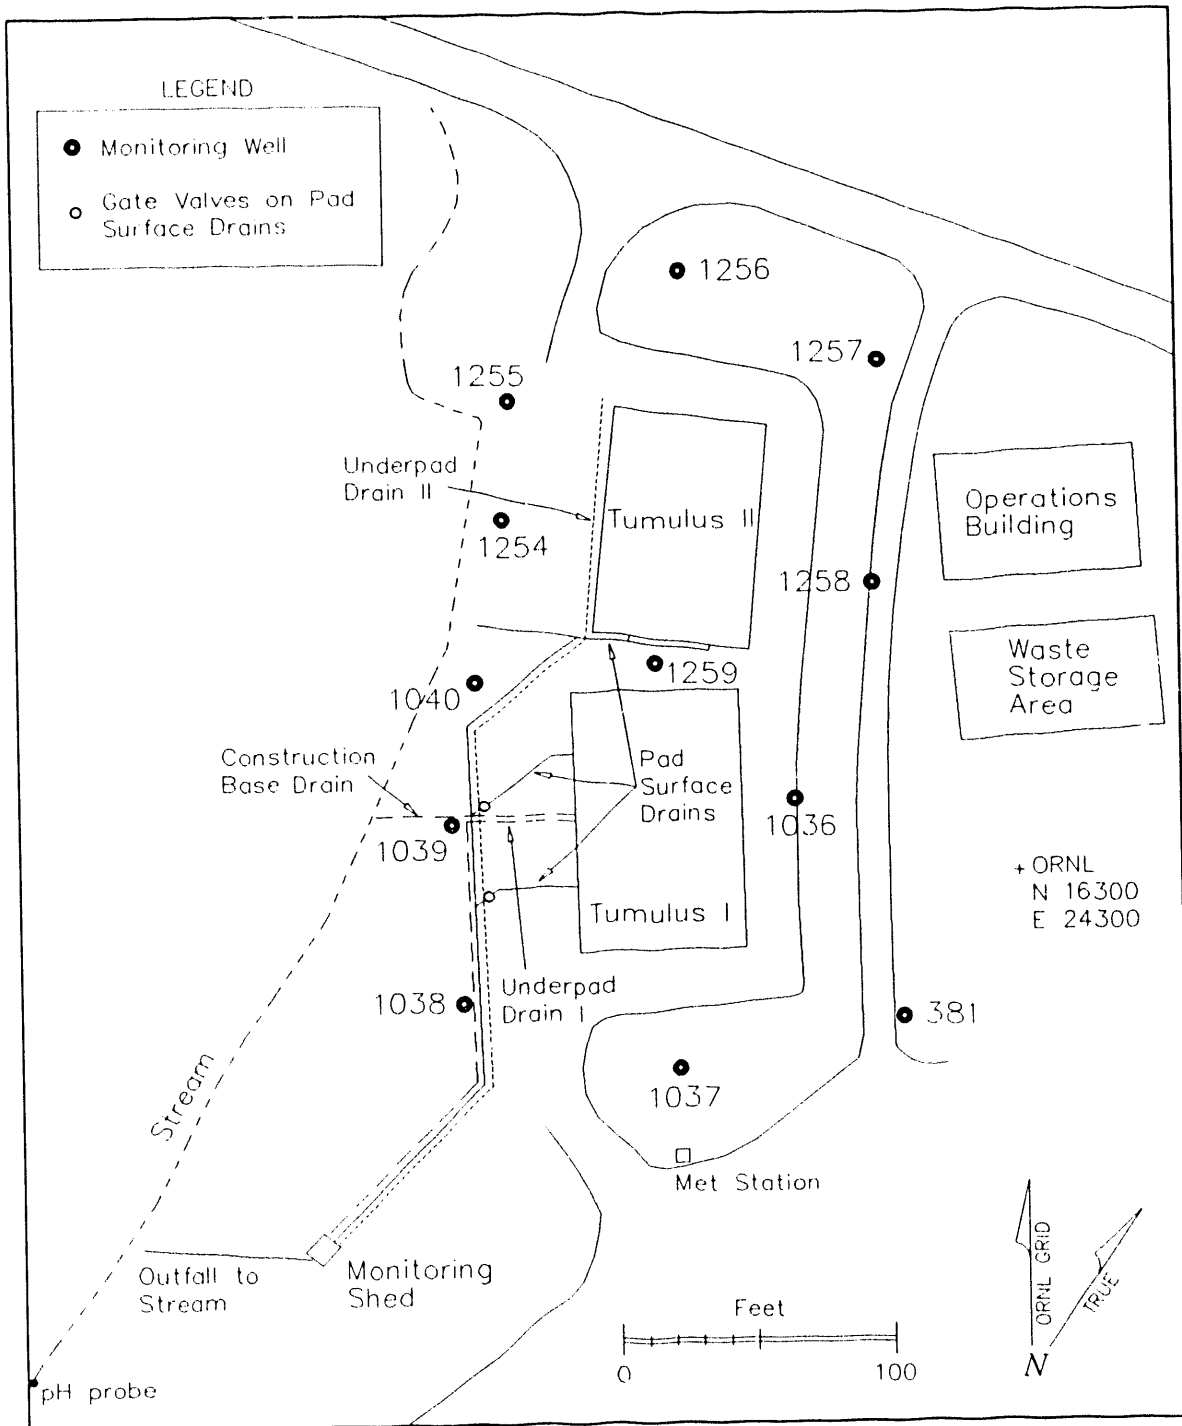 LEGEND
Monitoring Well
Gate Valves on Pad
Surface Drains
1256
1257
1255
Underpad
Drain II
Operations
Building
Tumulus II
1254
1258
Waste
Storage
Area
1259
1040
Construction
Base Drain
Pad
Surface
Drains
1036
1039
+ ORNL
N 16300
E 24300
Tumulus I
Underpad
Drain I
1038
381
1037
Stream
Met Station
Outfall to
Stream
Monitoring
Shed
Feet
0
100
ORNL GRID
TRUE
N
pH probe